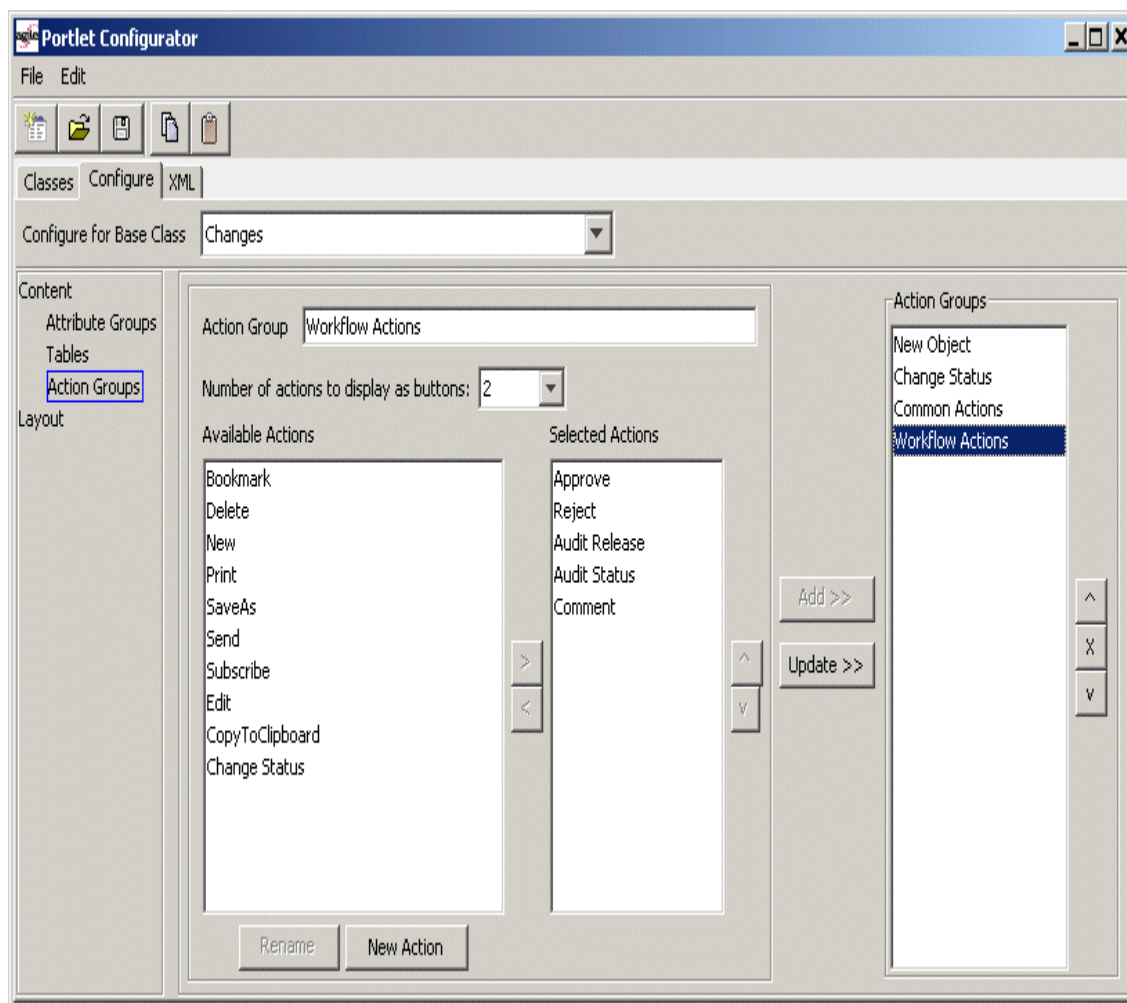 agile Portlet Configurator
File Edit
Classes Configure XML
Configure for Base Class Changes
Content
Attribute Groups
Tables
Action Groups
Layout
Action Group Workflow Actions
Number of actions to display as buttons: 2
Available Actions
Bookmark
Delete
New
Print
SaveAs
Send
Subscribe
Edit
CopyToClipboard
Change Status
Rename New Action
>
<
Selected Actions
Approve
Reject
Audit Release
Audit Status
Comment
^
v
Add >>
Update >>
Action Groups
New Object
Change Status
Common Actions
Workflow Actions
^
X
v